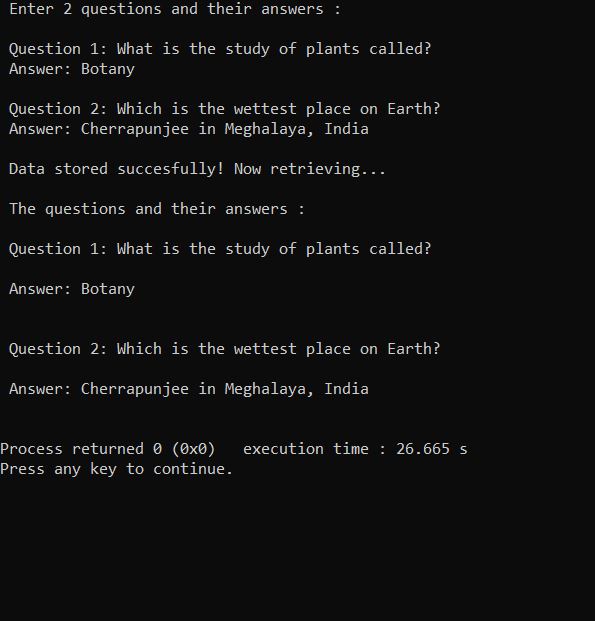 Enter 2 questions and their answers :
Question 1: What is the study of plants called?
Answer: Botany
Question 2: Which is the wettest place on Earth?
Answer: Cherrapunjee in Meghalaya, India
Data stored succesfully! Now retrieving...
The questions and their answers :
Question 1: What is the study of plants called?
Answer: Botany
Question 2: Which is the wettest place on Earth?
Answer: Cherrapunjee in Meghalaya, India
Process returned 0 (0x0)   execution time : 26.665 s
Press any key to continue.